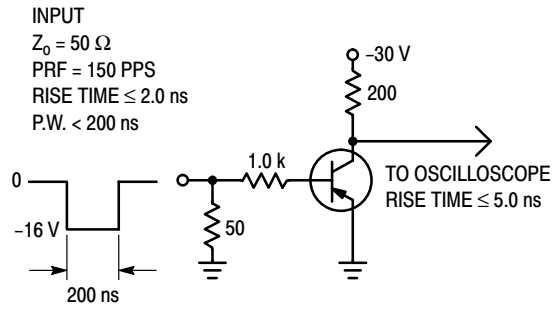 INPUT
Zo = 50 Ω
PRF = 150 PPS
RISE TIME ≤ 2.0 ns
P.W. < 200 ns
–30 V
200
1.0 k
TO OSCILLOSCOPE
RISE TIME ≤ 5.0 ns
0
50
–16 V
200 ns